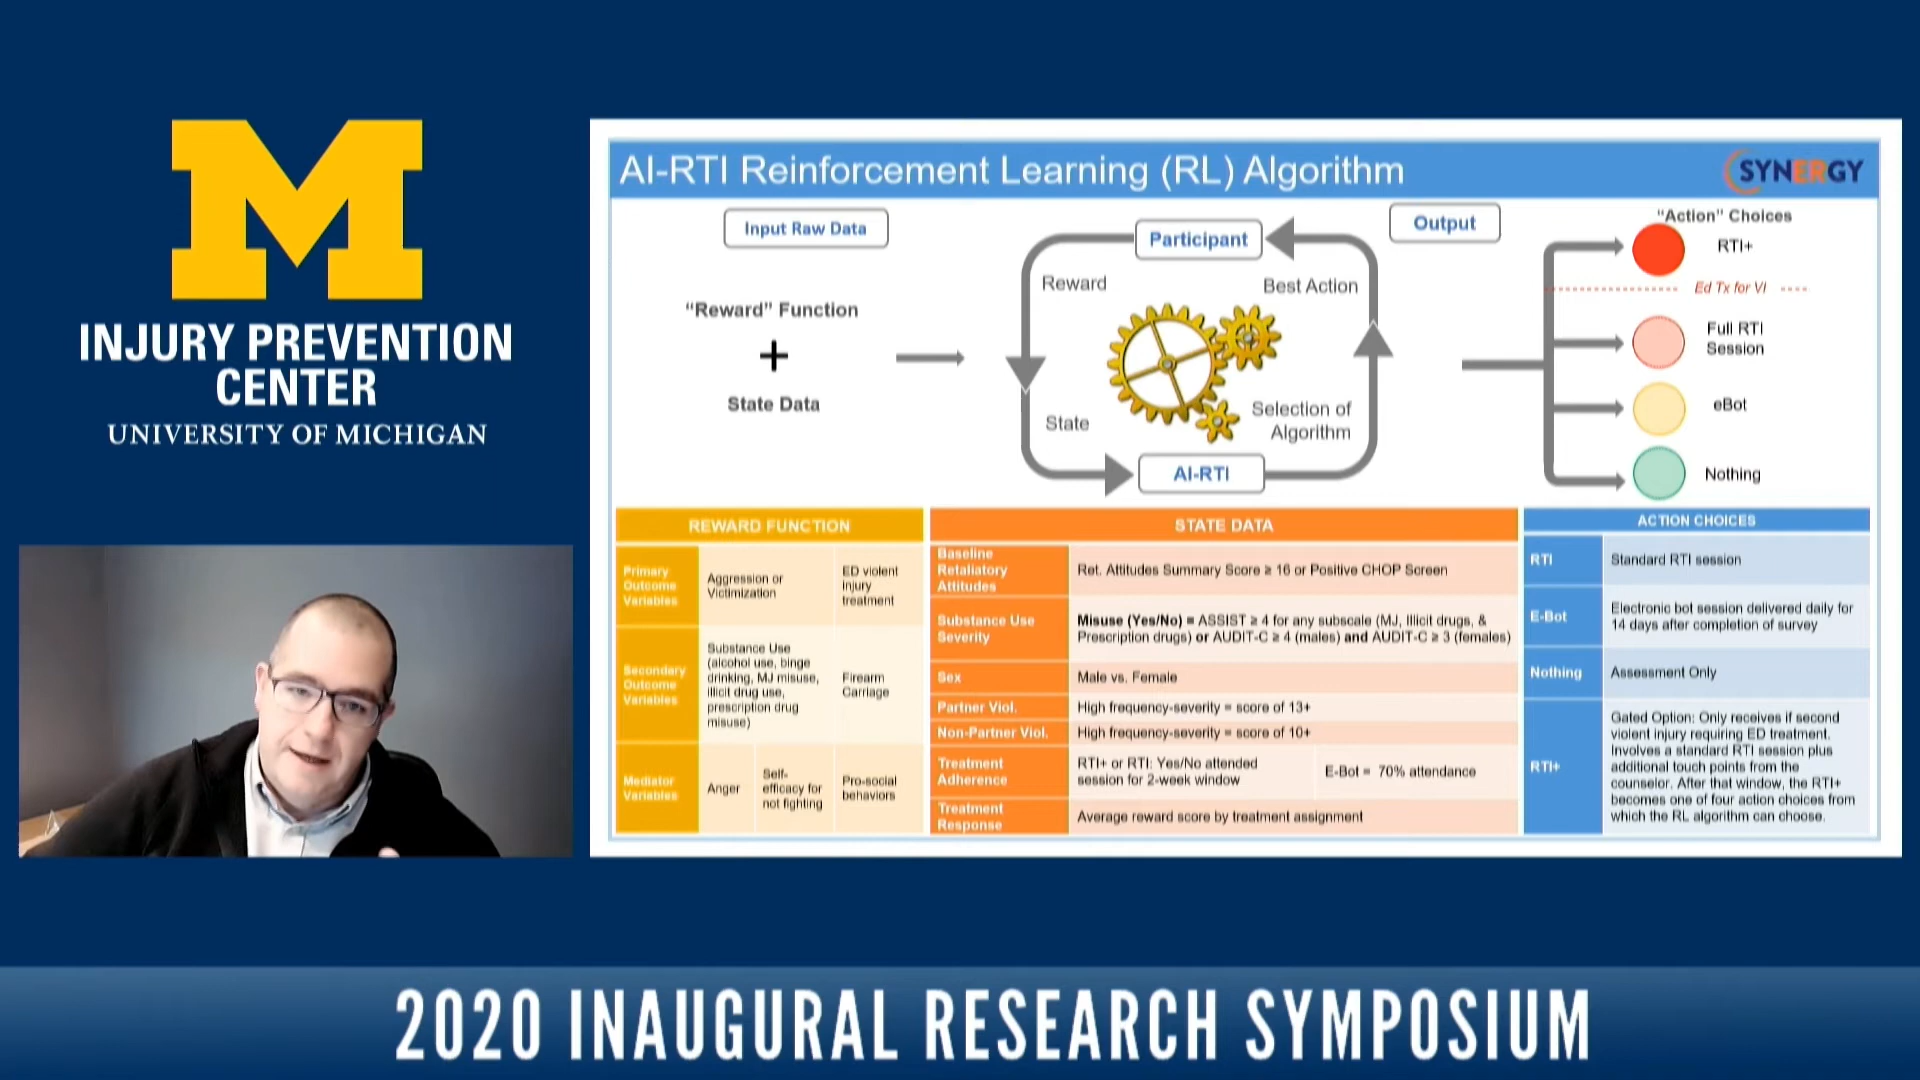 M
INJURY PREVENTION
CENTER
UNIVERSITY OF MICHIGAN
AI-RTI Reinforcement Learning (RL) Algorithm
SYNERGY
Input Raw Data
"Reward" Function
+
State Data
Participant
Reward
Best Action
State
Selection of
Algorithm
AI-RTI
Output
"Action" Choices
RTI+
Ed Tx for VI
Full RTI
Session
eBot
Nothing
REWARD FUNCTION
Primary
Outcome
Variables
Aggression or
Victimization
ED violent
injury
treatment
Secondary
Outcome
Variables
Substance Use
(alcohol use, binge
drinking, MJ misuse,
illicit drug use,
prescription drug
misuse)
Firearm
Carriage
Mediator
Variables
Anger
Self-
efficacy for
not fighting
Pro-social
behaviors
STATE DATA
Baseline
Retaliatory
Attitudes
Ret. Attitudes Summary Score ≥ 16 or Positive CHOP Screen
Substance Use
Severity
Misuse (Yes/No) = ASSIST ≥ 4 for any subscale (MJ, Illicit drugs, &
Prescription drugs) or AUDIT-C ≥ 4 (males) and AUDIT-C ≥ 3 (females)
Sex
Male vs. Female
Partner Viol.
High frequency-severity = score of 13+
Non-Partner Viol.
High frequency-severity = score of 10+
Treatment
Adherence
RTI+ or RTI: Yes/No attended
session for 2-week window
E-Bot = 70% attendance
Treatment
Response
Average reward score by treatment assignment
ACTION CHOICES
RTI
Standard RTI session
E-Bot
Electronic bot session delivered daily for
14 days after completion of survey
Nothing
Assessment Only
RTI+
Gated Option: Only receives if second
violent injury requiring ED treatment.
Involves a standard RTI session plus
additional touch points from the
counselor. After that window, the RTI+
becomes one of four action choices from
which the RL algorithm can choose.
2020 INAUGURAL RESEARCH SYMPOSIUM